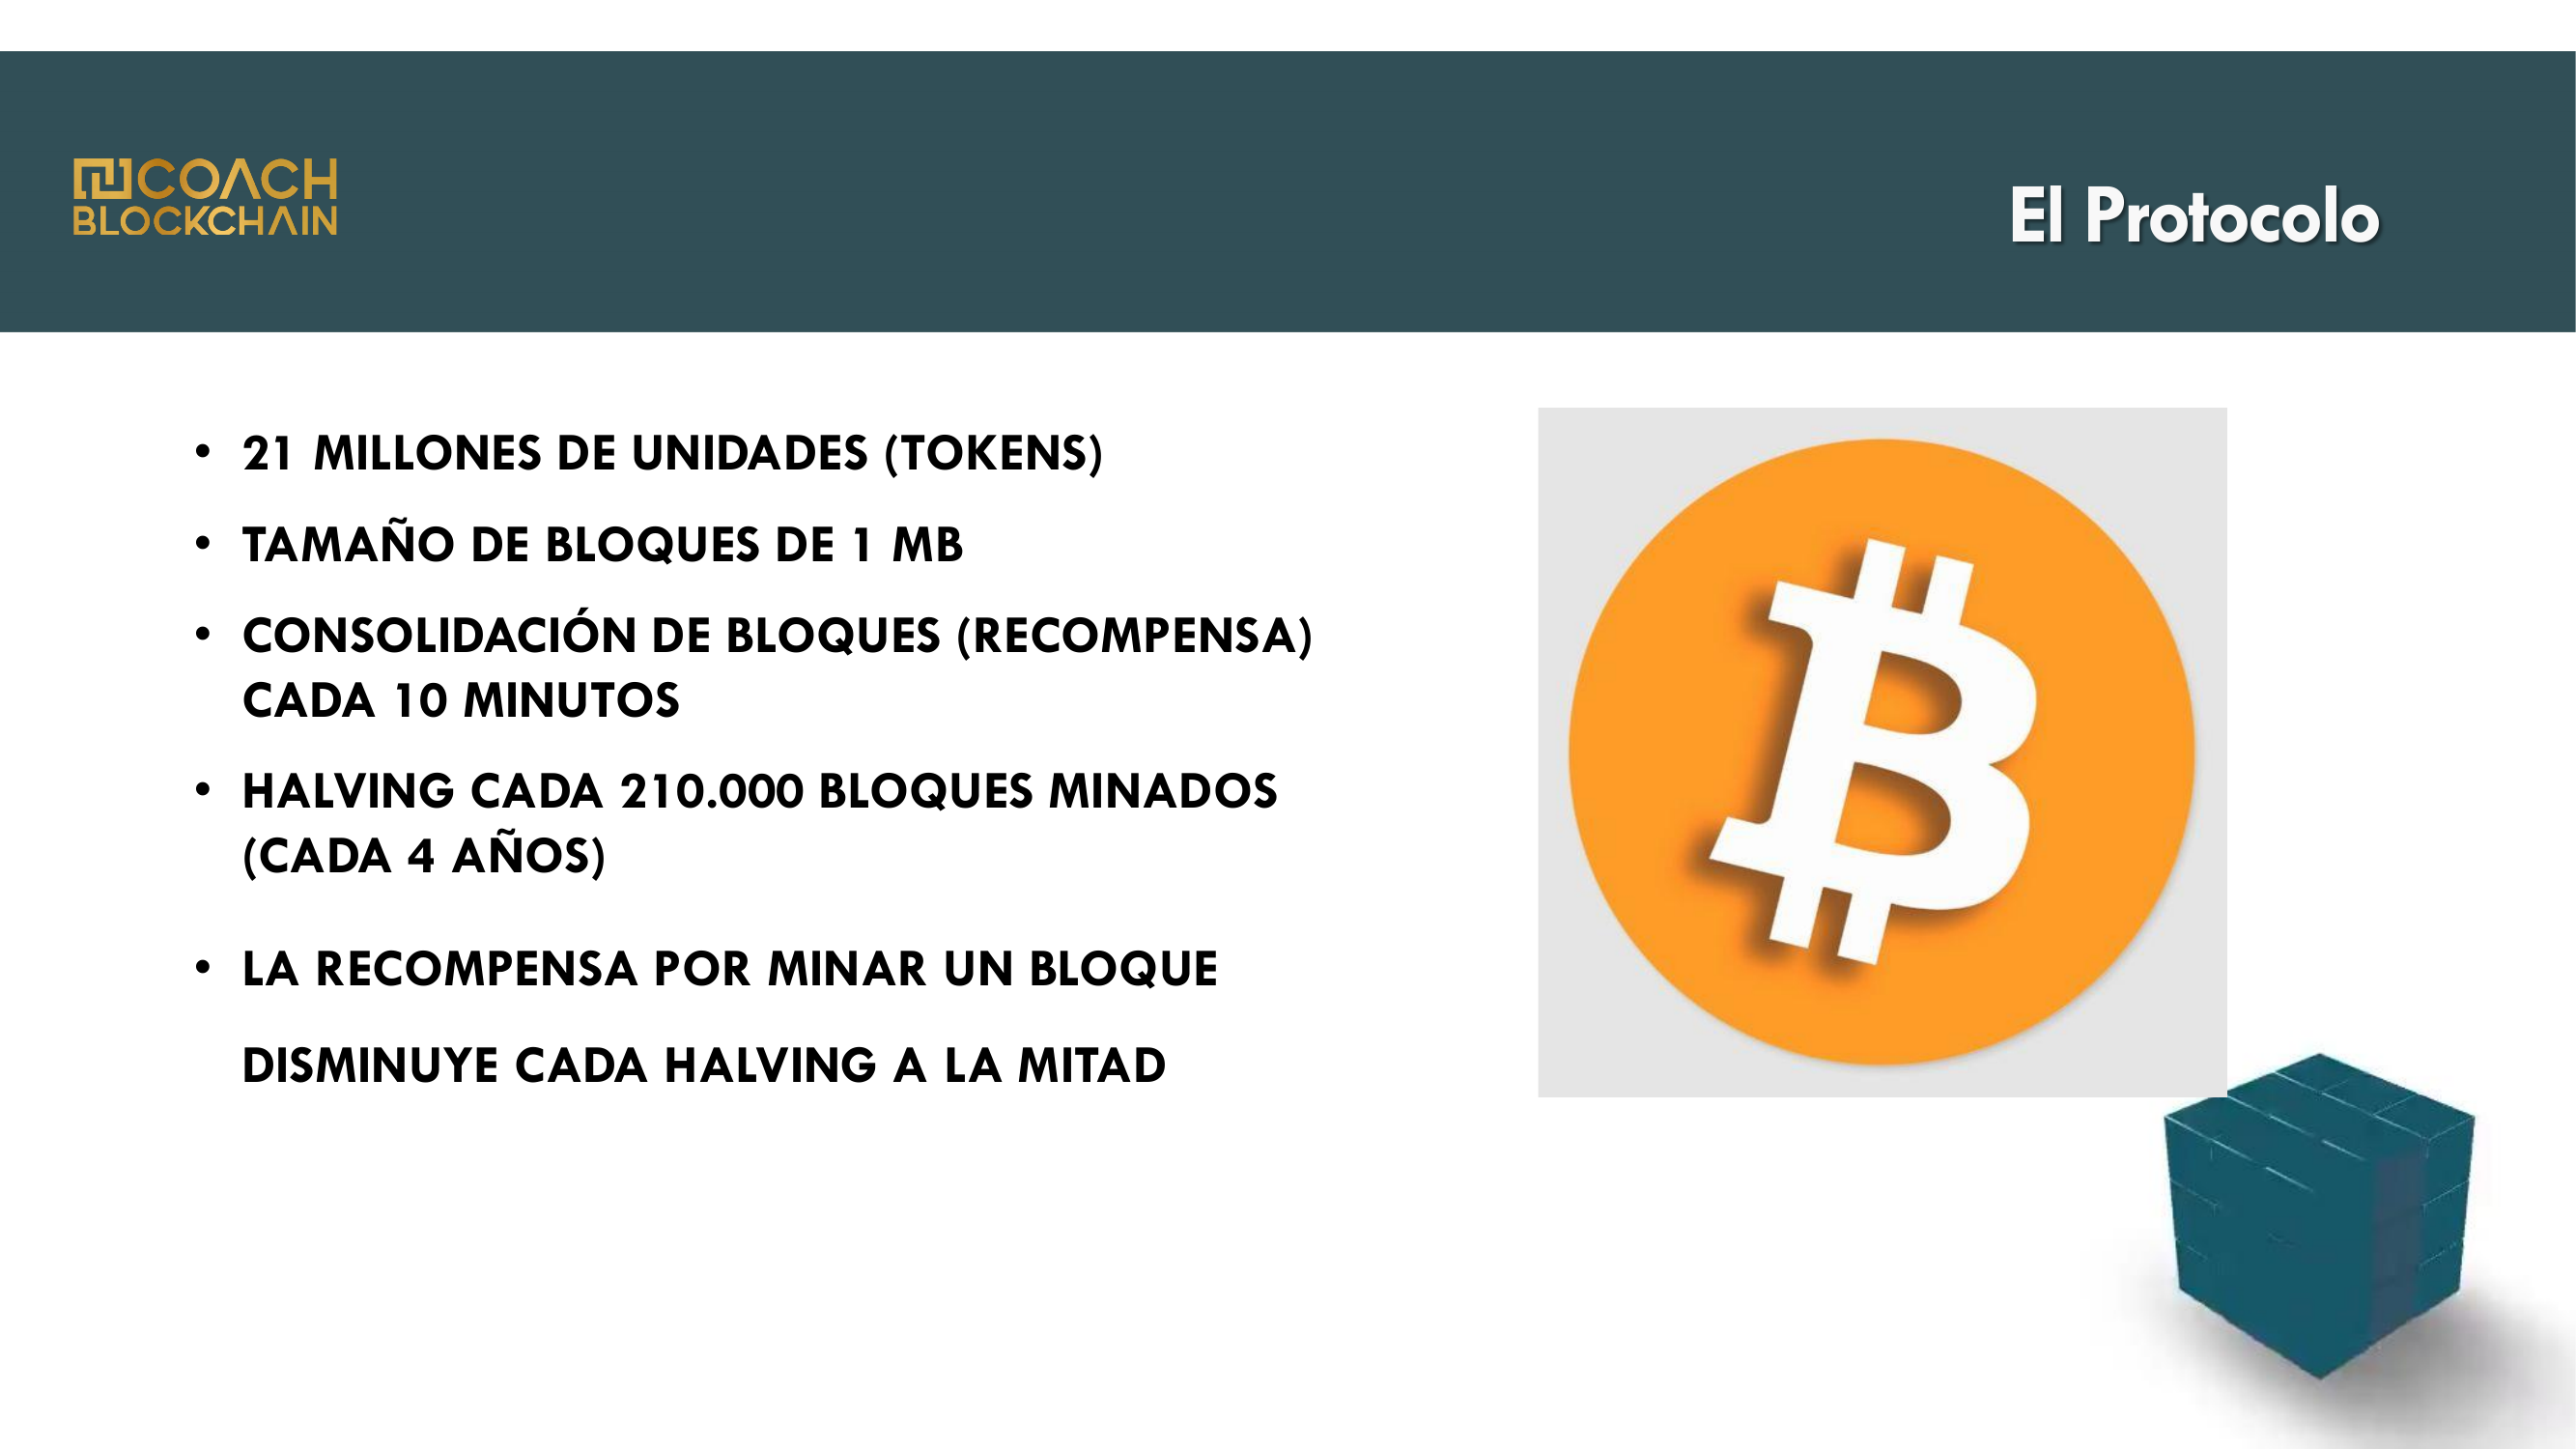 COACH
BLOCKCHAIN
El Protocolo
• 21 MILLONES DE UNIDADES (TOKENS)
• TAMAÑO DE BLOQUES DE 1 MB
• CONSOLIDACIÓN DE BLOQUES (RECOMPENSA)
CADA 10 MINUTOS
• HALVING CADA 210.000 BLOQUES MINADOS
(CADA 4 AÑOS)
• LA RECOMPENSA POR MINAR UN BLOQUE
DISMINUYE CADA HALVING A LA MITAD